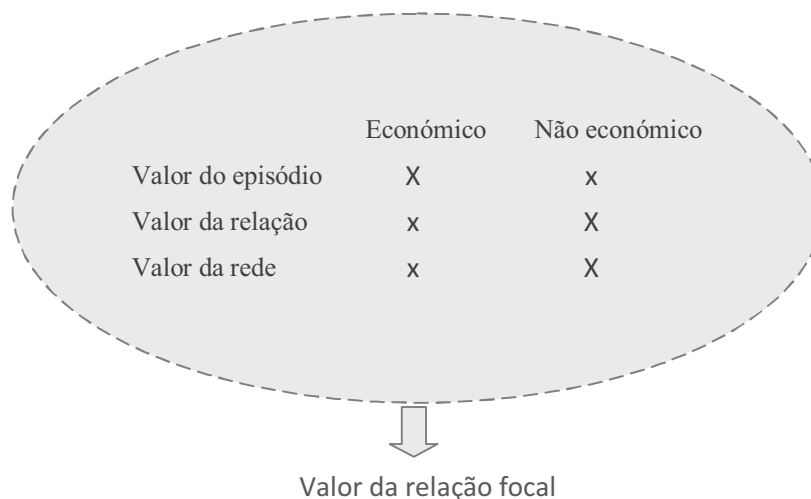 Económico Não económico
Valor do episódio X x
Valor da relação x X
Valor da rede x X
Valor da relação focal